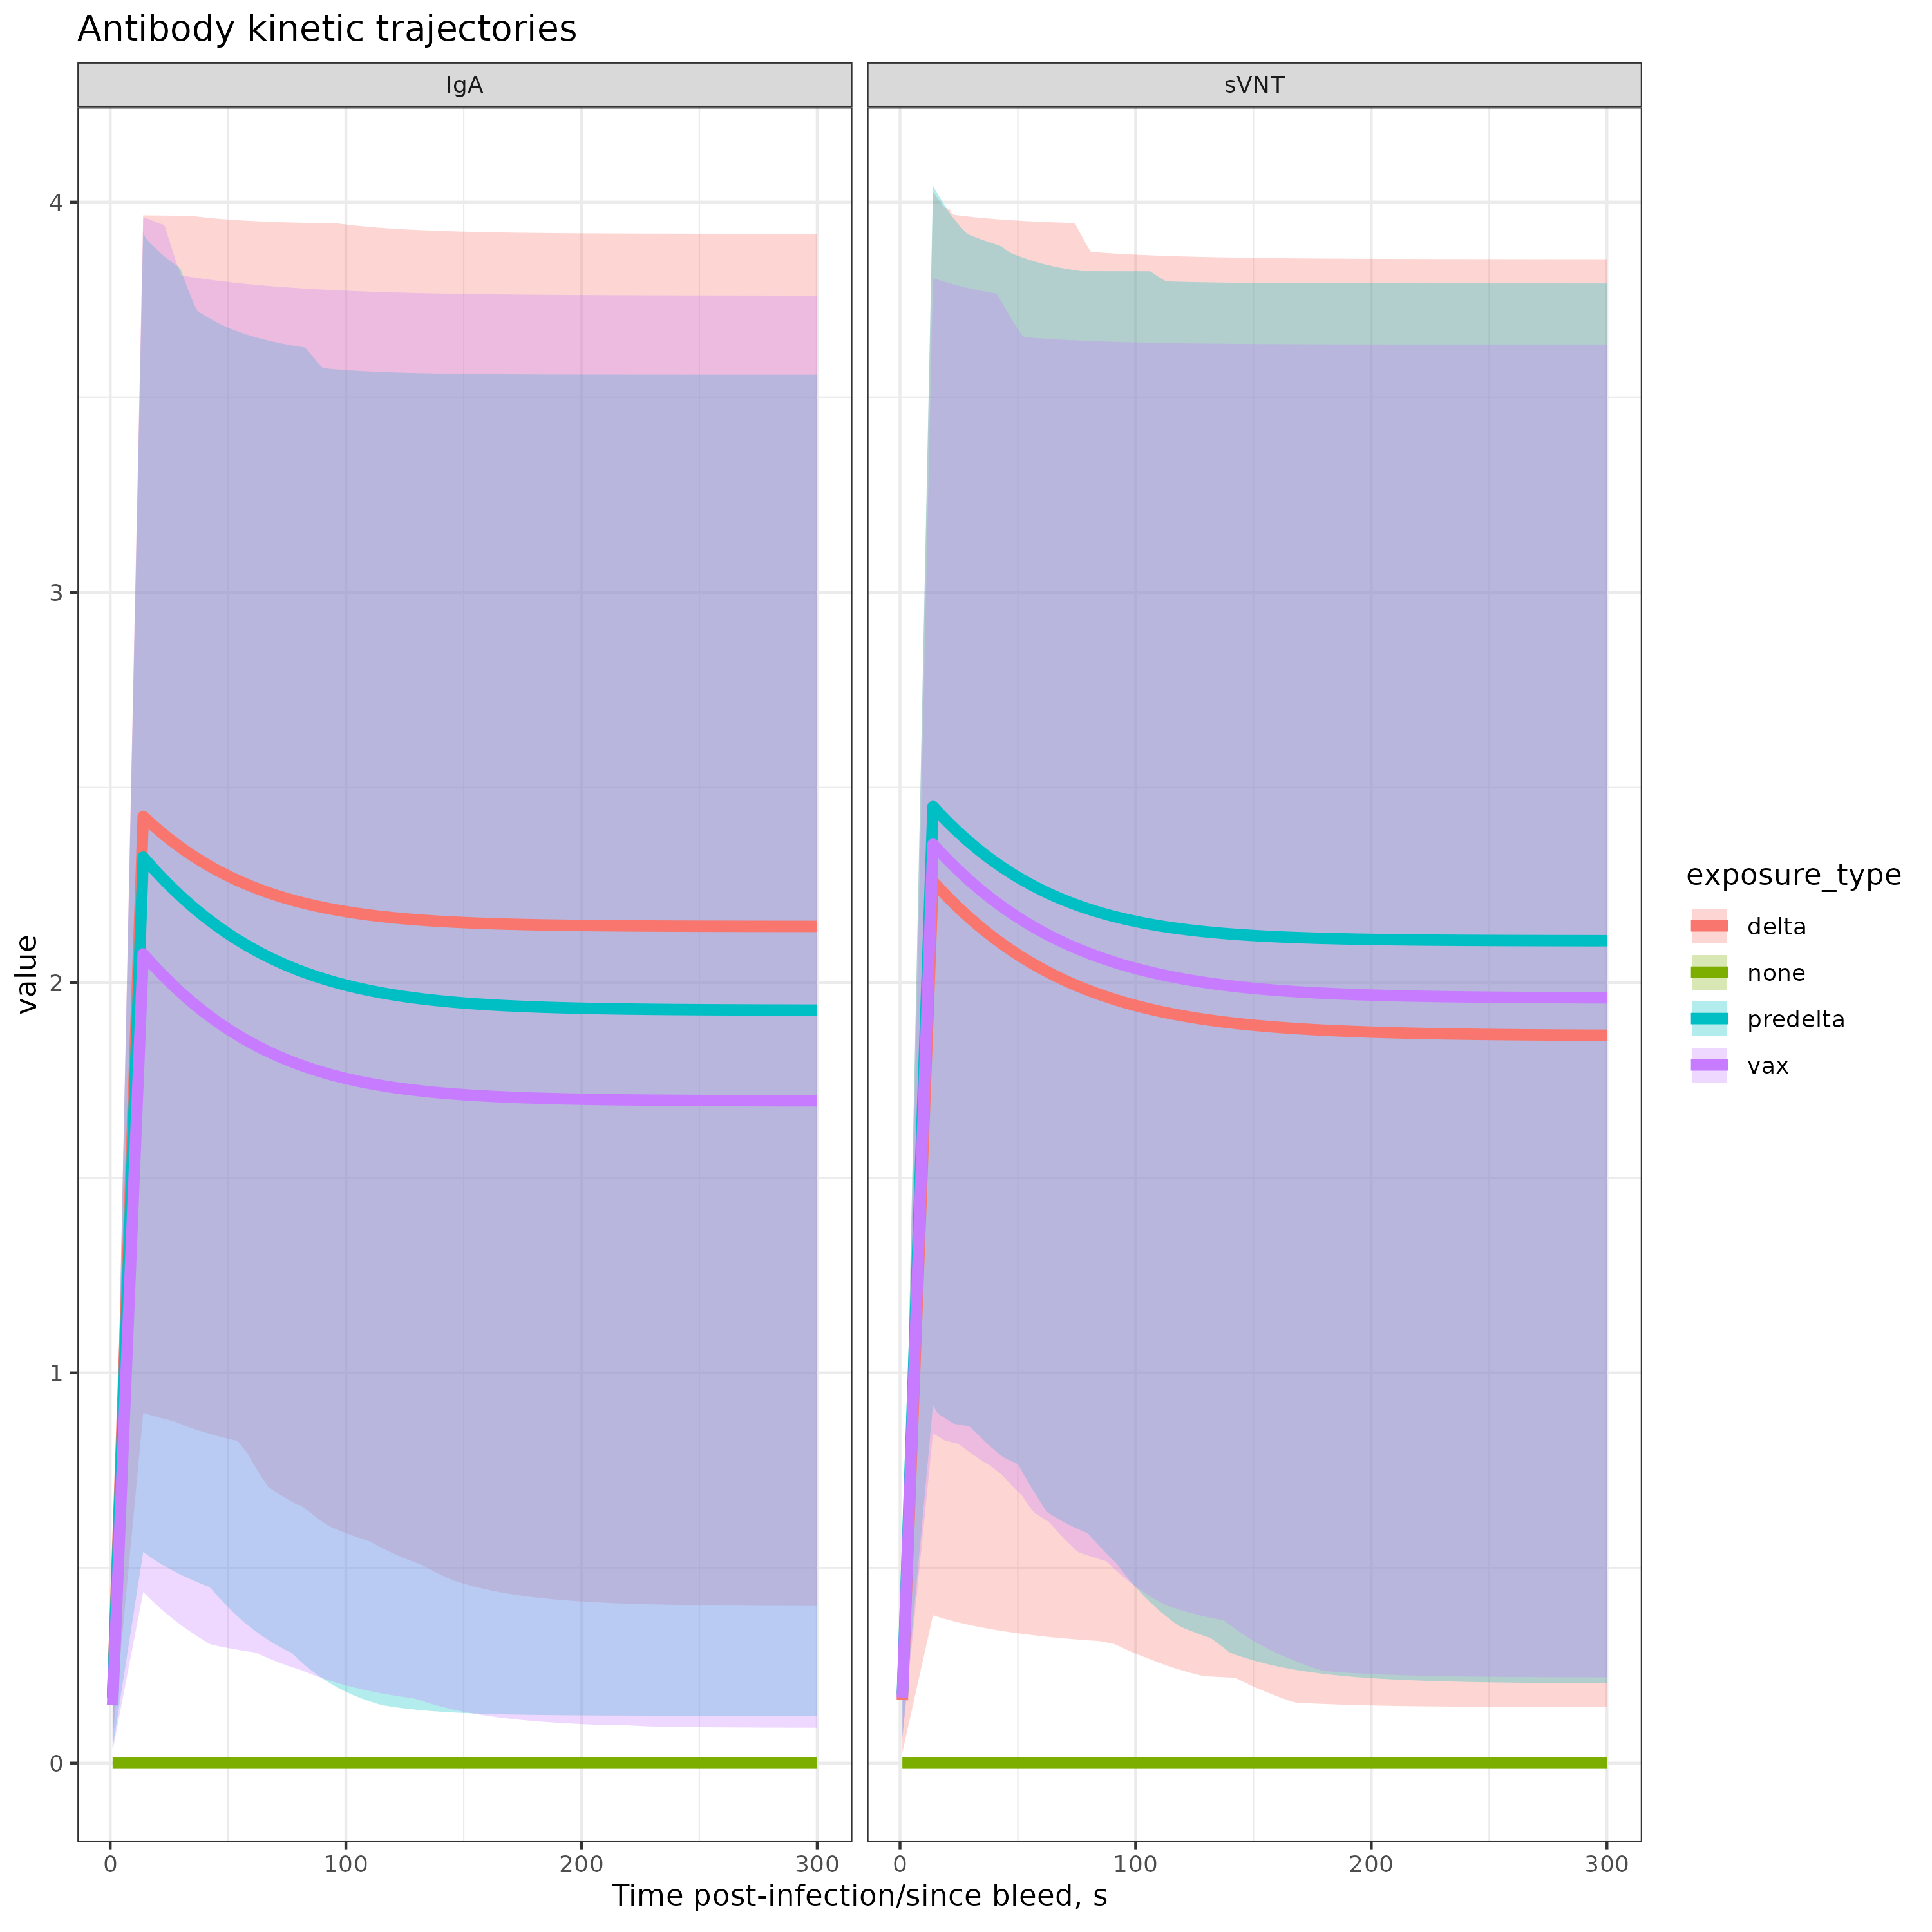 Antibody kinetic trajectories
IgA
sVNT
4
3
2
1
0
value
0
100
200
300
0
100
200
300
Time post-infection/since bleed, s
exposure_type
delta
none
predelta
vax